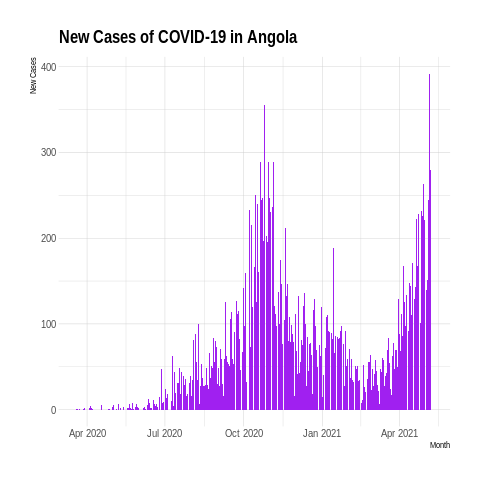 New Cases of COVID-19 in Angola
New Cases
400
300
200
100
0
Apr 2020 Jul 2020 Oct 2020 Jan 2021 Apr 2021
Month